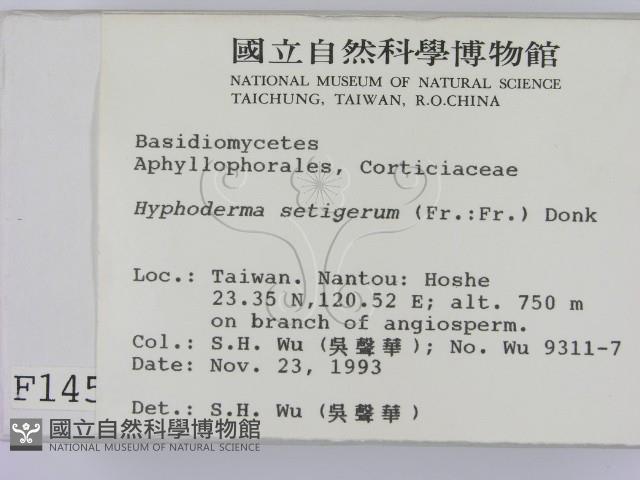 國立自然科學博物館
NATIONAL MUSEUM OF NATURAL SCIENCE
TAICHUNG, TAIWAN, R.O.CHINA
Basidiomycetes
Aphyllophorales, Corticiaceae
Hyphoderma setigerum (Fr.:Fr.) Donk
Loc.: Taiwan. Nantou: Hoshe
23.35 N,120.52 E; alt. 750 m
on branch of angiosperm.
Col.: S.H. Wu (吳聲華); No. Wu 9311-7
Date: Nov. 23, 1993
F145
Det.: S.H. Wu (吳聲華)
國立自然科學博物館
NATIONAL MUSEUM OF NATURAL SCIENCE